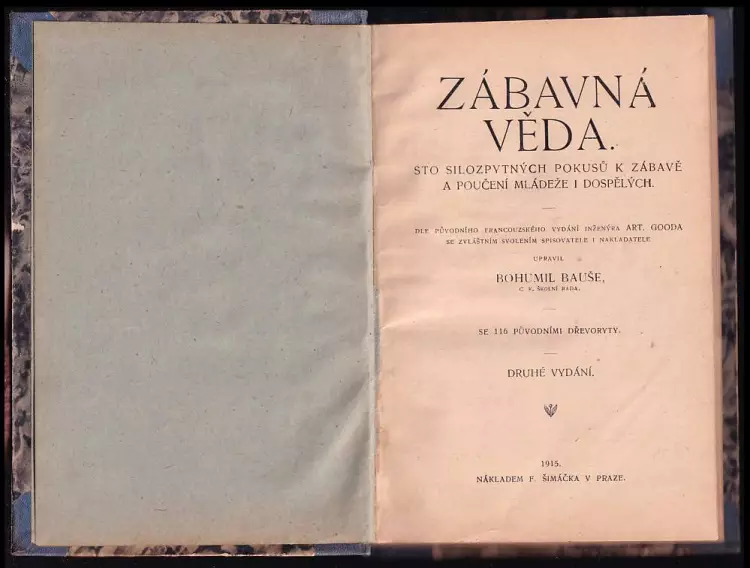 ZÁBAVNÁ
VĚDA.
STO SILOZPYTNÝCH POKUSŮ K ZÁBAVĚ
A POUČENÍ MLÁDEŽE I DOSPĚLÝCH.
DLE PŮVODNÍHO FRANCOUZSKÉHO VYDÁNÍ INŽENÝRA ART. GOODA
SE ZVLÁŠTNÍM SVOLENÍM SPISOVATELE I NAKLADATELE
UPRAVIL
BOHUMIL BAUŠE,
C. K. ŠKOLNÍ RADA.
SE 116 PŮVODNÍMI DŘEVORYTY.
DRUHÉ VYDÁNÍ.
1915.
NÁKLADEM F. ŠIMÁČKA V PRAZE.